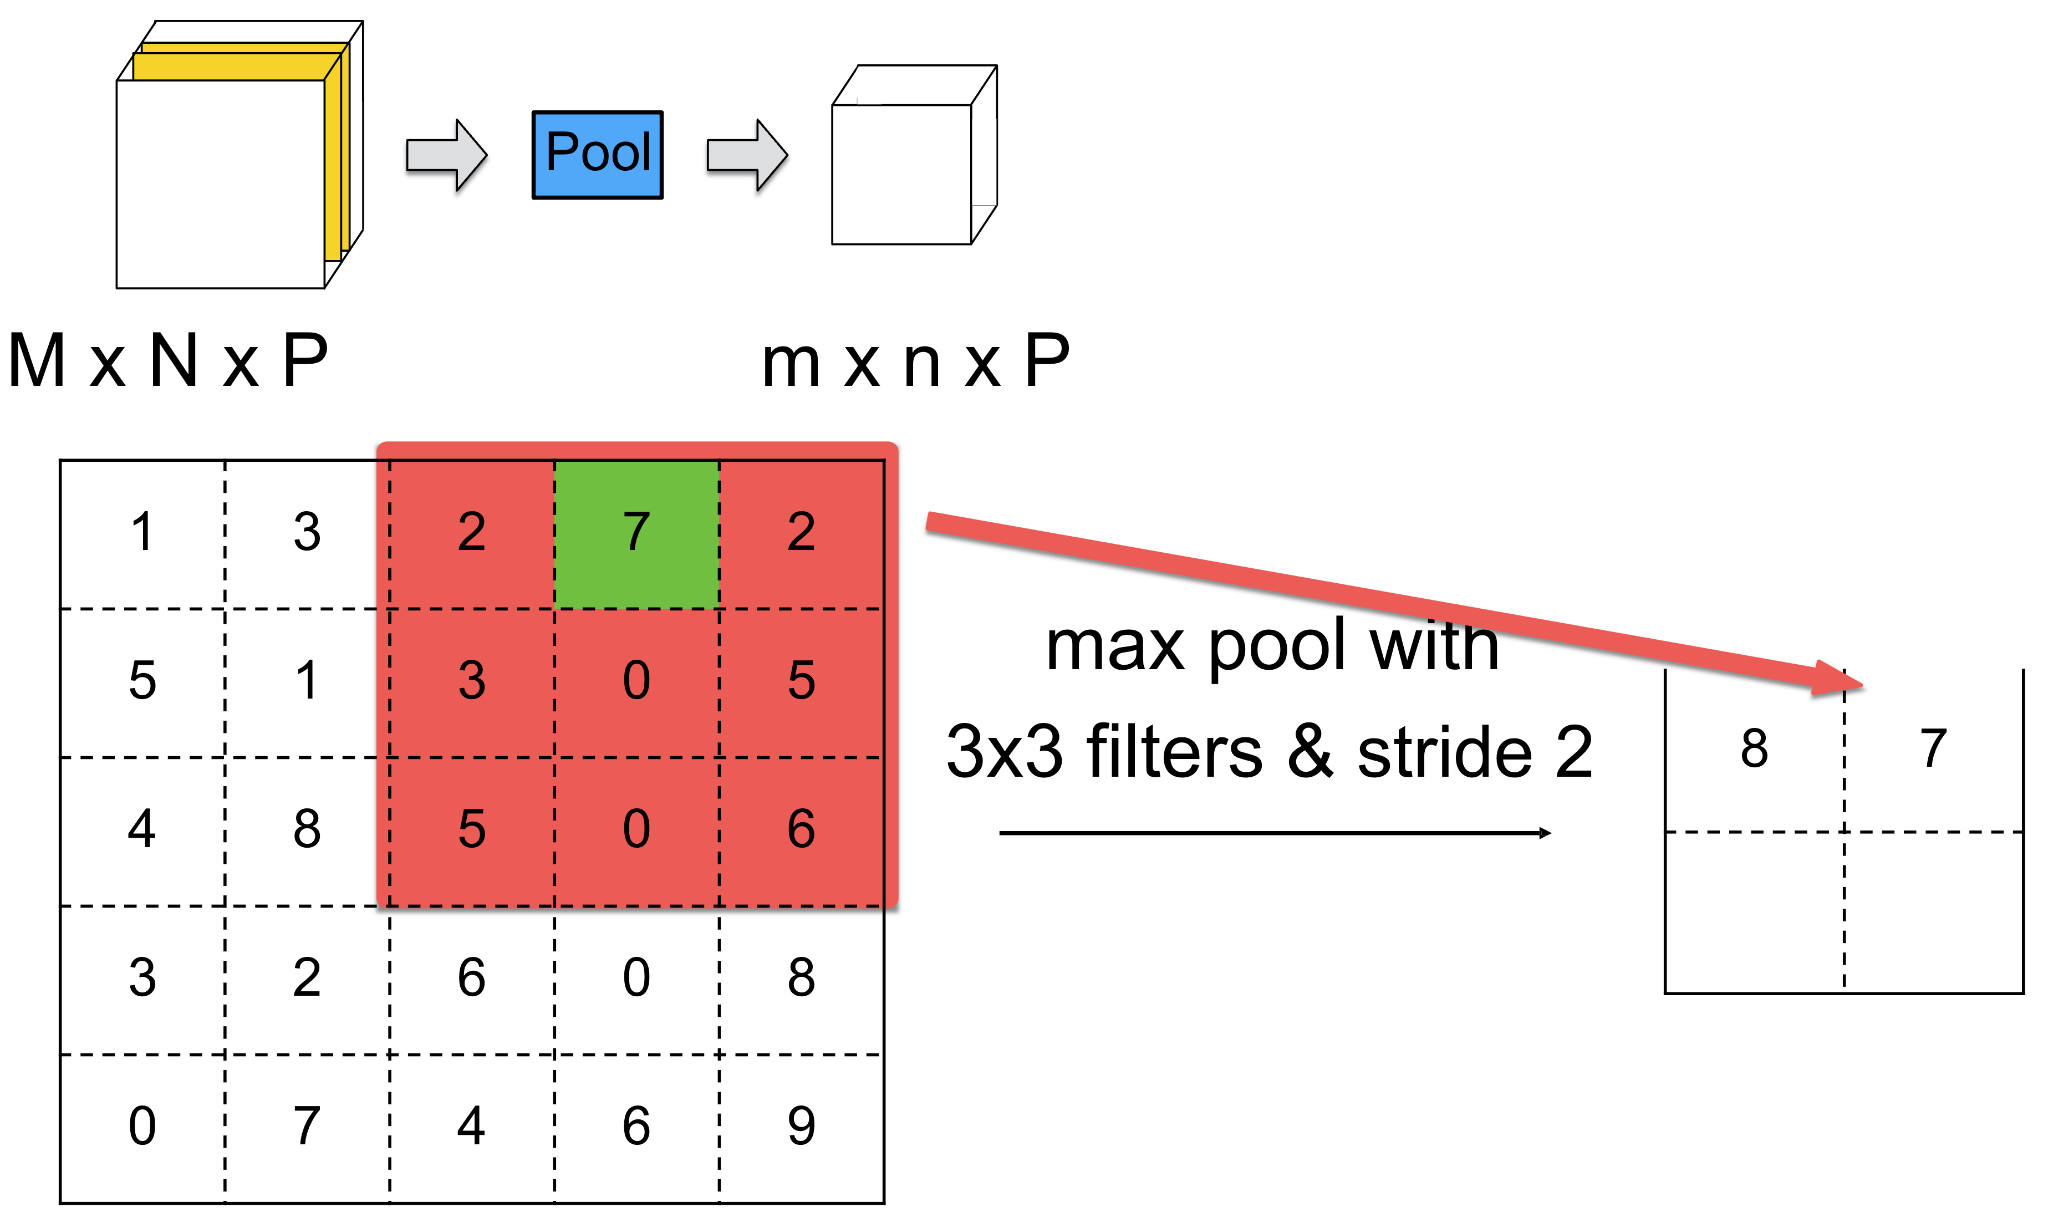 Pool
M x N x P
m x n x P
1 3 2 7 2
5 1 3 0 5
4 8 5 0 6
3 2 6 0 8
0 7 4 6 9
max pool with
3x3 filters & stride 2
8 7